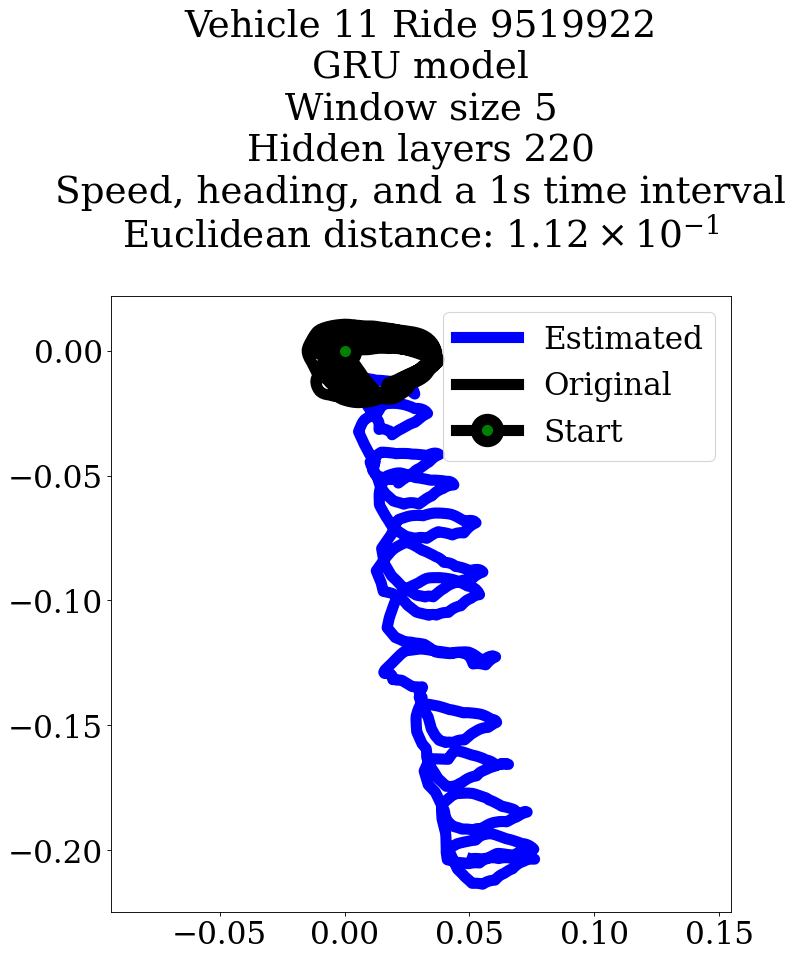 Vehicle 11 Ride 9519922
GRU model
Window size 5
Hidden layers 220
Speed, heading, and a 1s time interval
Euclidean distance: 1.12 × 10⁻¹
Estimated
Original
Start
0.00
−0.05
−0.10
−0.15
−0.20
−0.05
0.00
0.05
0.10
0.15